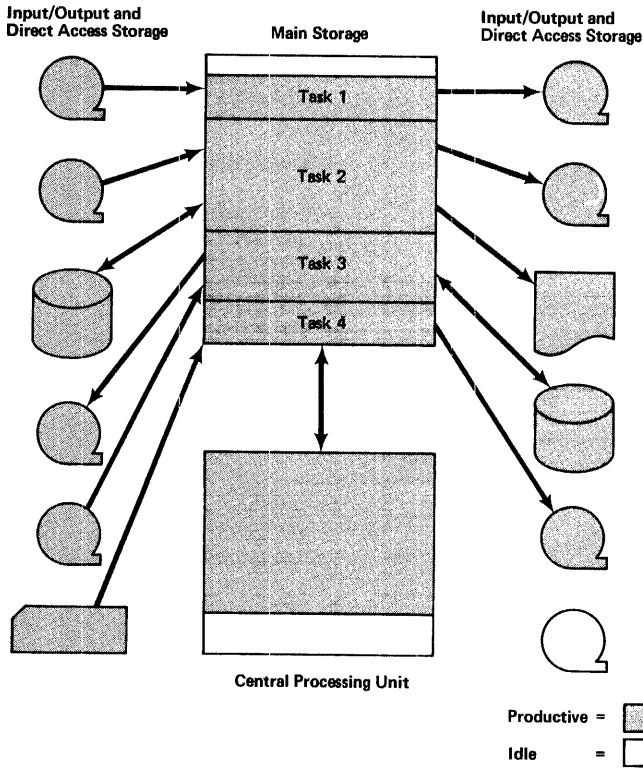 Input/Output and
Direct Access Storage
Main Storage
Input/Output and
Direct Access Storage
Task 1
Task 2
Task 3
Task 4
Central Processing Unit
Productive =
Idle =